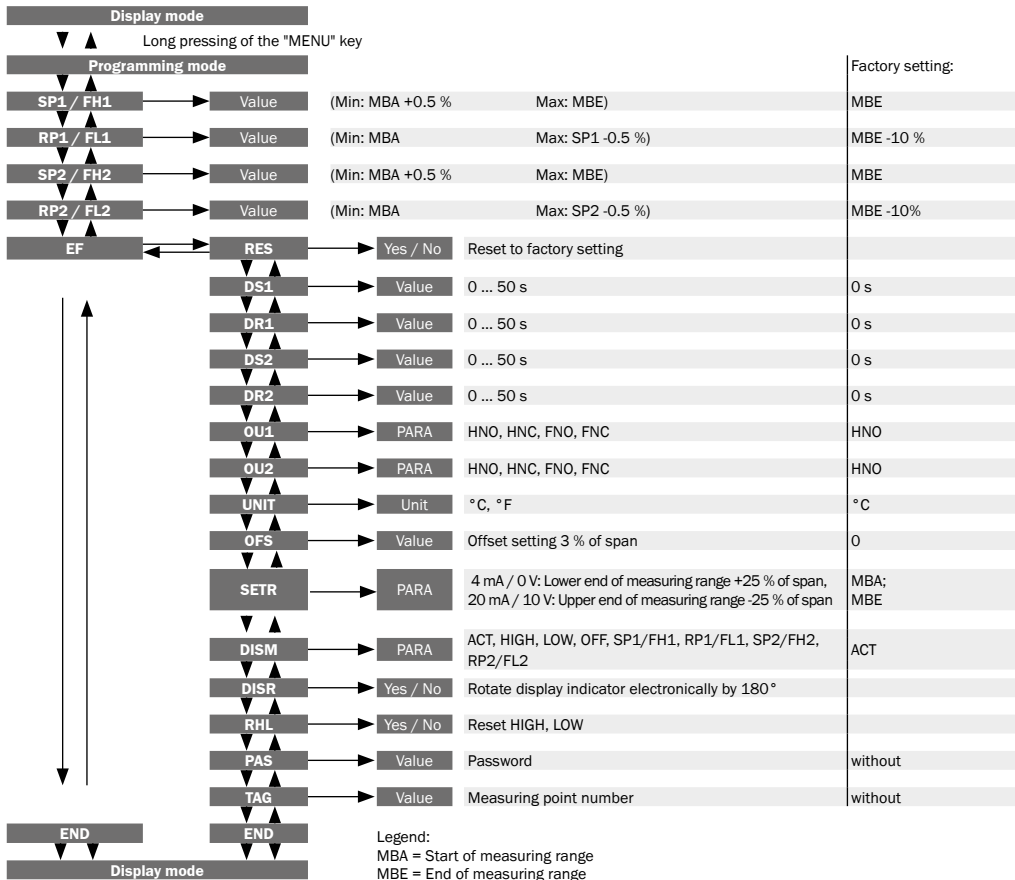 Display mode
Long pressing of the "MENU" key
Programming mode
Factory setting:
SP1 / FH1 Value (Min: MBA +0.5 % Max: MBE) MBE
RP1 / FL1 Value (Min: MBA Max: SP1 -0.5 %) MBE -10 %
SP2 / FH2 Value (Min: MBA +0.5 % Max: MBE) MBE
RP2 / FL2 Value (Min: MBA Max: SP2 -0.5 %) MBE -10%
EF RES Yes / No Reset to factory setting
DS1 Value 0 ... 50 s 0 s
DR1 Value 0 ... 50 s 0 s
DS2 Value 0 ... 50 s 0 s
DR2 Value 0 ... 50 s 0 s
OU1 PARA HNO, HNC, FNO, FNC HNO
OU2 PARA HNO, HNC, FNO, FNC HNO
UNIT Unit °C, °F °C
OFS Value Offset setting 3 % of span 0
SETR PARA 4 mA / 0 V: Lower end of measuring range +25 % of span, MBA;
20 mA / 10 V: Upper end of measuring range -25 % of span MBE
DISM PARA ACT, HIGH, LOW, OFF, SP1/FH1, RP1/FL1, SP2/FH2, ACT
RP2/FL2
DISR Yes / No Rotate display indicator electronically by 180°
RHL Yes / No Reset HIGH, LOW
PAS Value Password without
TAG Value Measuring point number without
END END
Display mode
Legend:
MBA = Start of measuring range
MBE = End of measuring range